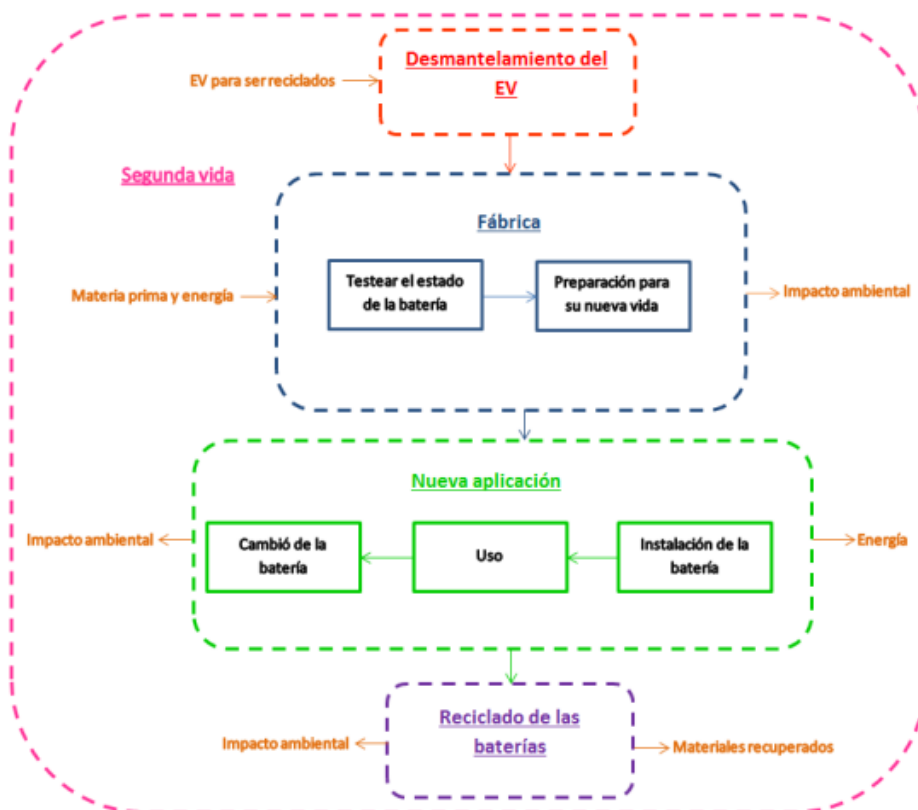 Desmantelamiento del
EV
EV para ser reciclados
Segunda vida
Fábrica
Testear el estado
de la batería
Preparación para
su nueva vida
Materia prima y energía
Impacto ambiental
Nueva aplicación
Impacto ambiental
Cambió de la
batería
Uso
Instalación de la
batería
Energía
Reciclado de las
baterías
Impacto ambiental
Materiales recuperados